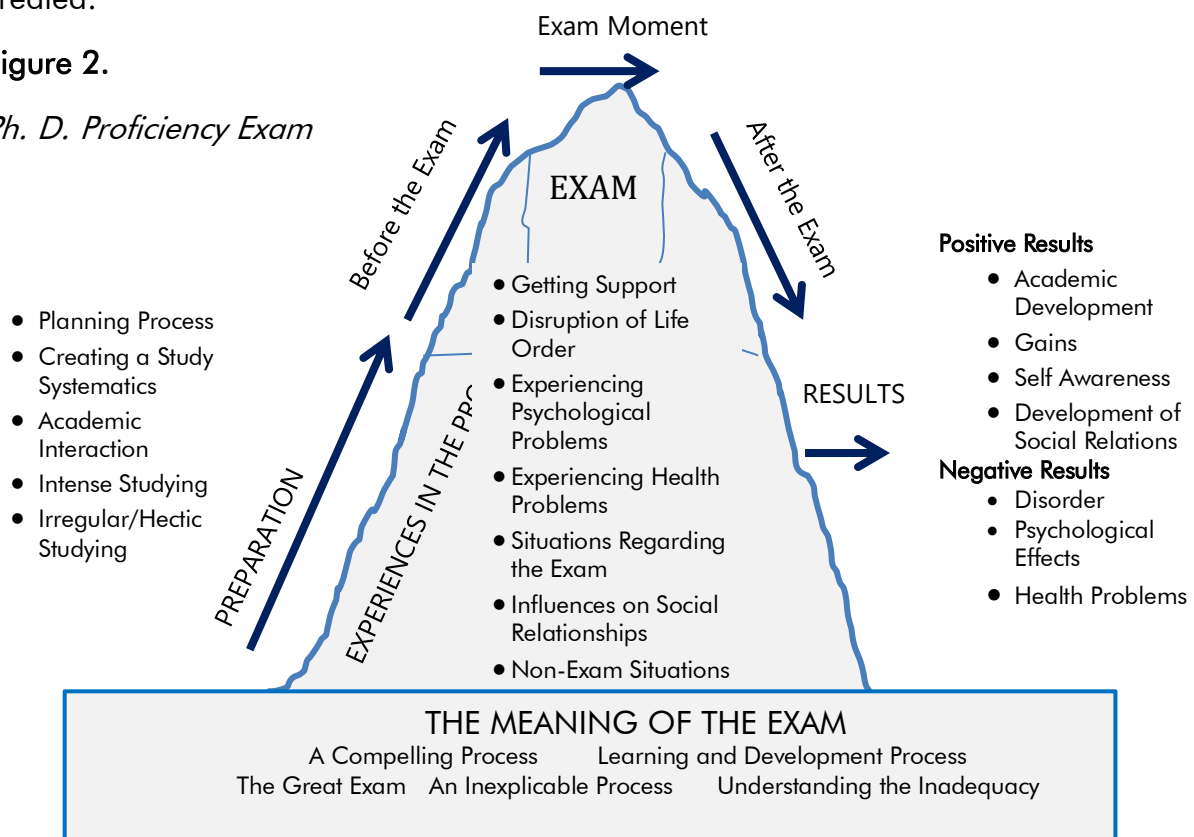 Figure 2.
Ph. D. Proficiency Exam
Exam Moment
Before the Exam
After the Exam
EXAM
PREPARATION
• Planning Process
• Creating a Study
Systematics
• Academic
Interaction
• Intense Studying
• Irregular/Hectic
Studying
EXPERIENCES IN THE
• Getting Support
• Disruption of Life
Order
• Experiencing
Psychological
Problems
• Experiencing Health
Problems
• Situations Regarding
the Exam
• Influences on Social
Relationships
• Non-Exam Situations
RESULTS
Positive Results
• Academic
Development
• Gains
• Self Awareness
• Development of
Social Relations
Negative Results
• Disorder
• Psychological
Effects
• Health Problems
THE MEANING OF THE EXAM
A Compelling Process Learning and Development Process
The Great Exam An Inexplicable Process Understanding the Inadequacy